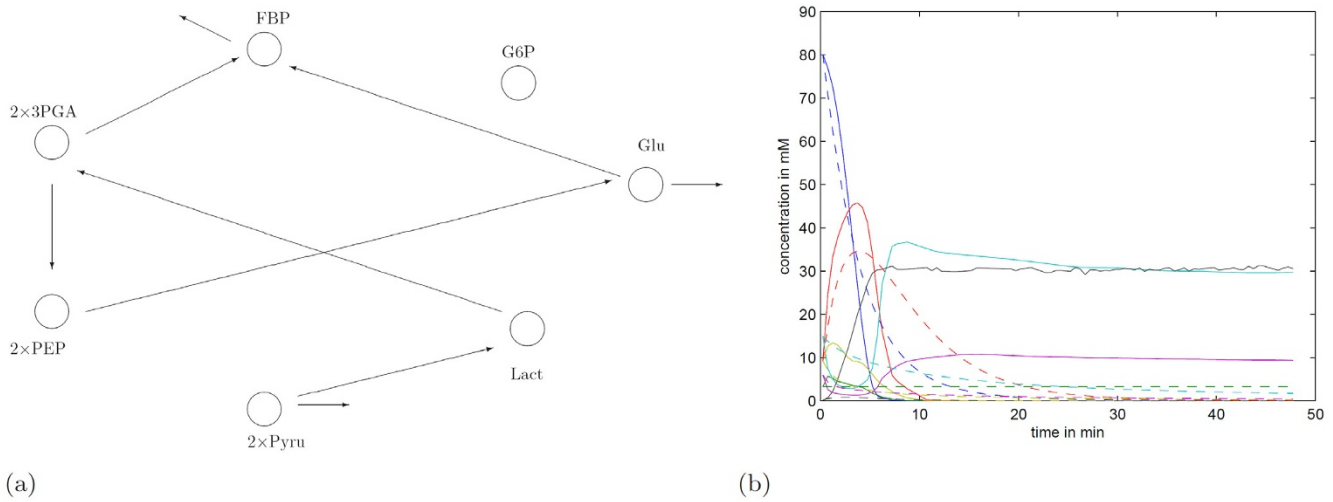 FBP
G6P
2×3PGA
Glu
2×PEP
Lact
2×Pyru
(a)
90
80
70
60
50
40
30
20
10
0
concentration in mM
0 10 20 30 40 50
time in min
(b)